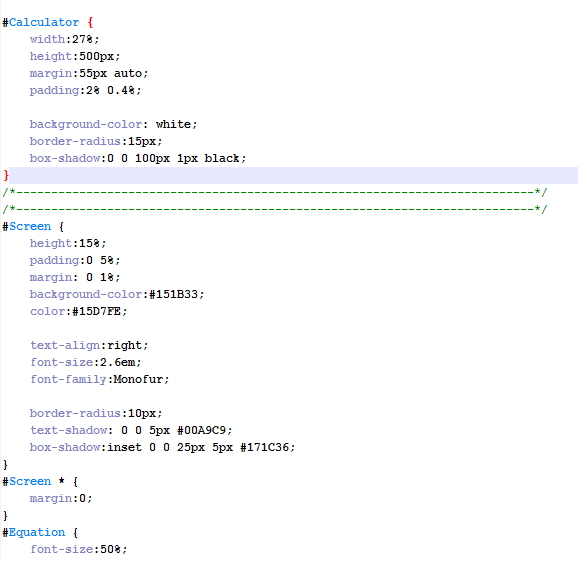 #Calculator {
width:27%;
height:500px;
margin:55px auto;
padding:2% 0.4%;
background-color: white;
border-radius:15px;
box-shadow:0 0 100px 1px black;
}
/*--------------------------------------------------------------------------*/
/*--------------------------------------------------------------------------*/
#Screen {
height:15%;
padding:0 5%;
margin: 0 1%;
background-color:#151B33;
color:#15D7FE;
text-align:right;
font-size:2.6em;
font-family:Monofur;
border-radius:10px;
text-shadow: 0 0 5px #00A9C9;
box-shadow:inset 0 0 25px 5px #171C36;
}
#Screen * {
margin:0;
}
#Equation {
font-size:50%;